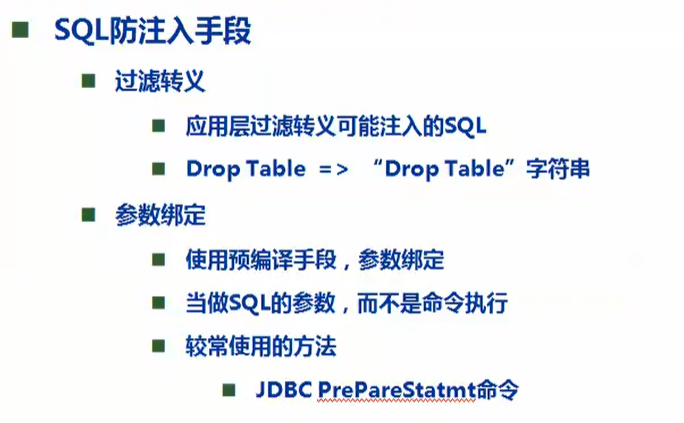 SQL防注入手段
过滤转义
应用层过滤转义可能注入的SQL
Drop Table => “Drop Table”字符串
参数绑定
使用预编译手段，参数绑定
当做SQL的参数，而不是命令执行
较常使用的方法
JDBC PrePareStatmt命令